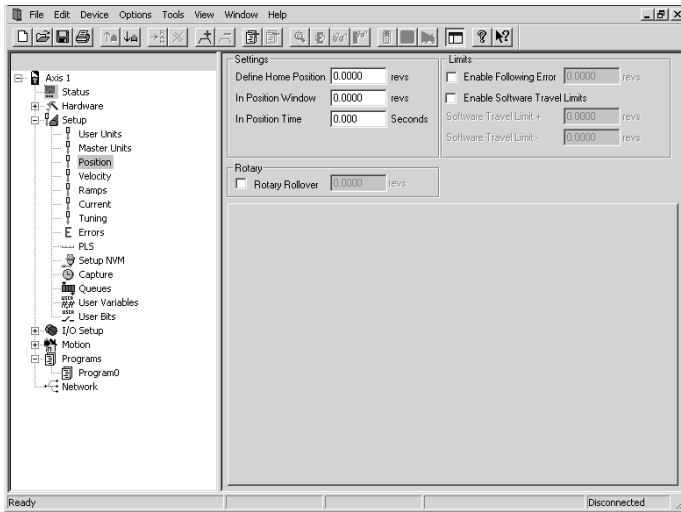 File Edit Device Options Tools View Window Help
Axis 1
Status
Hardware
Setup
User Units
Master Units
Position
Velocity
Ramps
Current
Tuning
E Errors
PLS
Setup NVM
Capture
Queues
USER #.# User Variables
USER User Bits
I/O Setup
Motion
Programs
Program0
Network
Settings
Define Home Position 0.0000 revs
In Position Window 0.0000 revs
In Position Time 0.000 Seconds
Limits
Enable Following Error 0.0000 revs
Enable Software Travel Limits
Software Travel Limit + 0.0000 revs
Software Travel Limit - 0.0000 revs
Rotary
Rotary Rollover 0.0000 revs
Ready
Disconnected